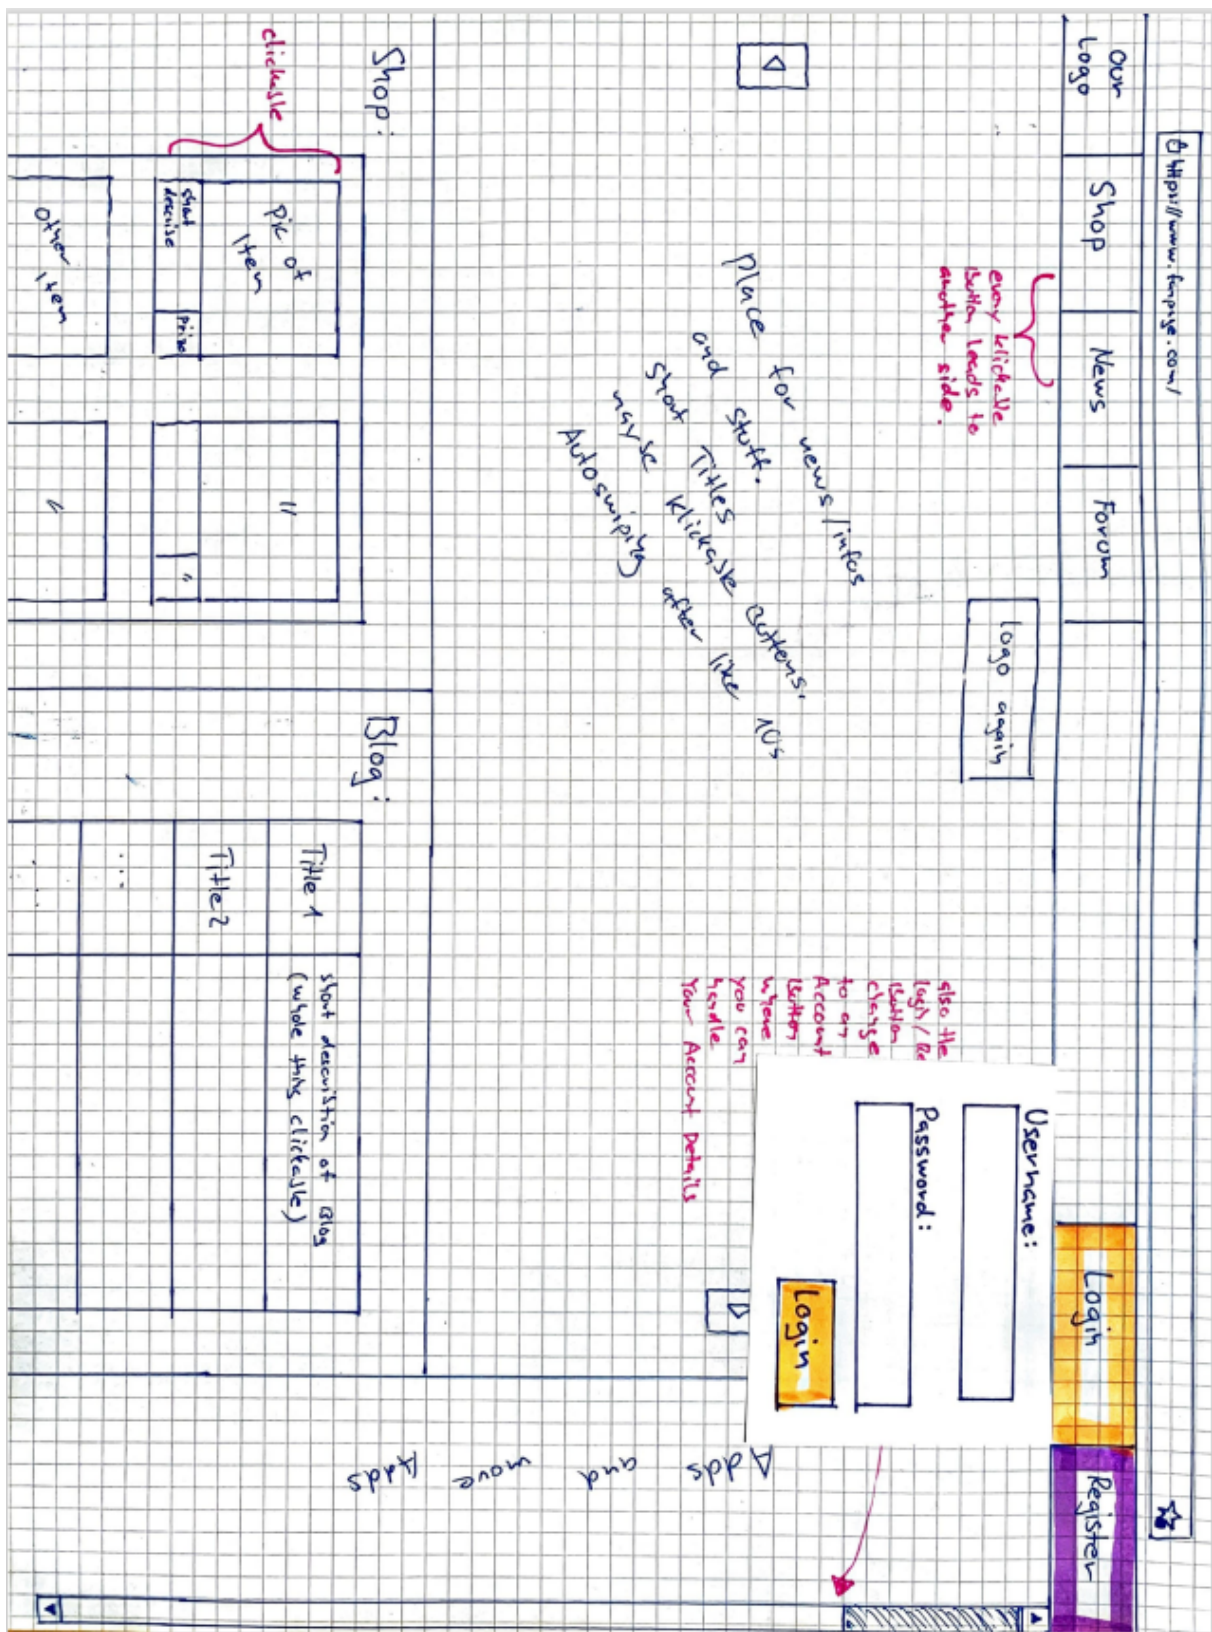 https://www.fanpage.com/
Our
Logo
Shop
News
Forum
Login
Register
every klickable
Button leads to
another side.
logo again
Username:
Password:
Login
also the
login/Re
Button
change
to an
Account
Button
where
you can
handle
Your Account Details
place for news/infos
and stuff.
short Titles
maybe klickable Buttons.
Autoswiping after like 10s
Adds
and
more
Adds
Shop:
clickable
pic of
Item
short
describe
prize
"
"
other item
"
Blog:
Title 1
short description of Blog
(whole thing clickable)
Title 2
...
...